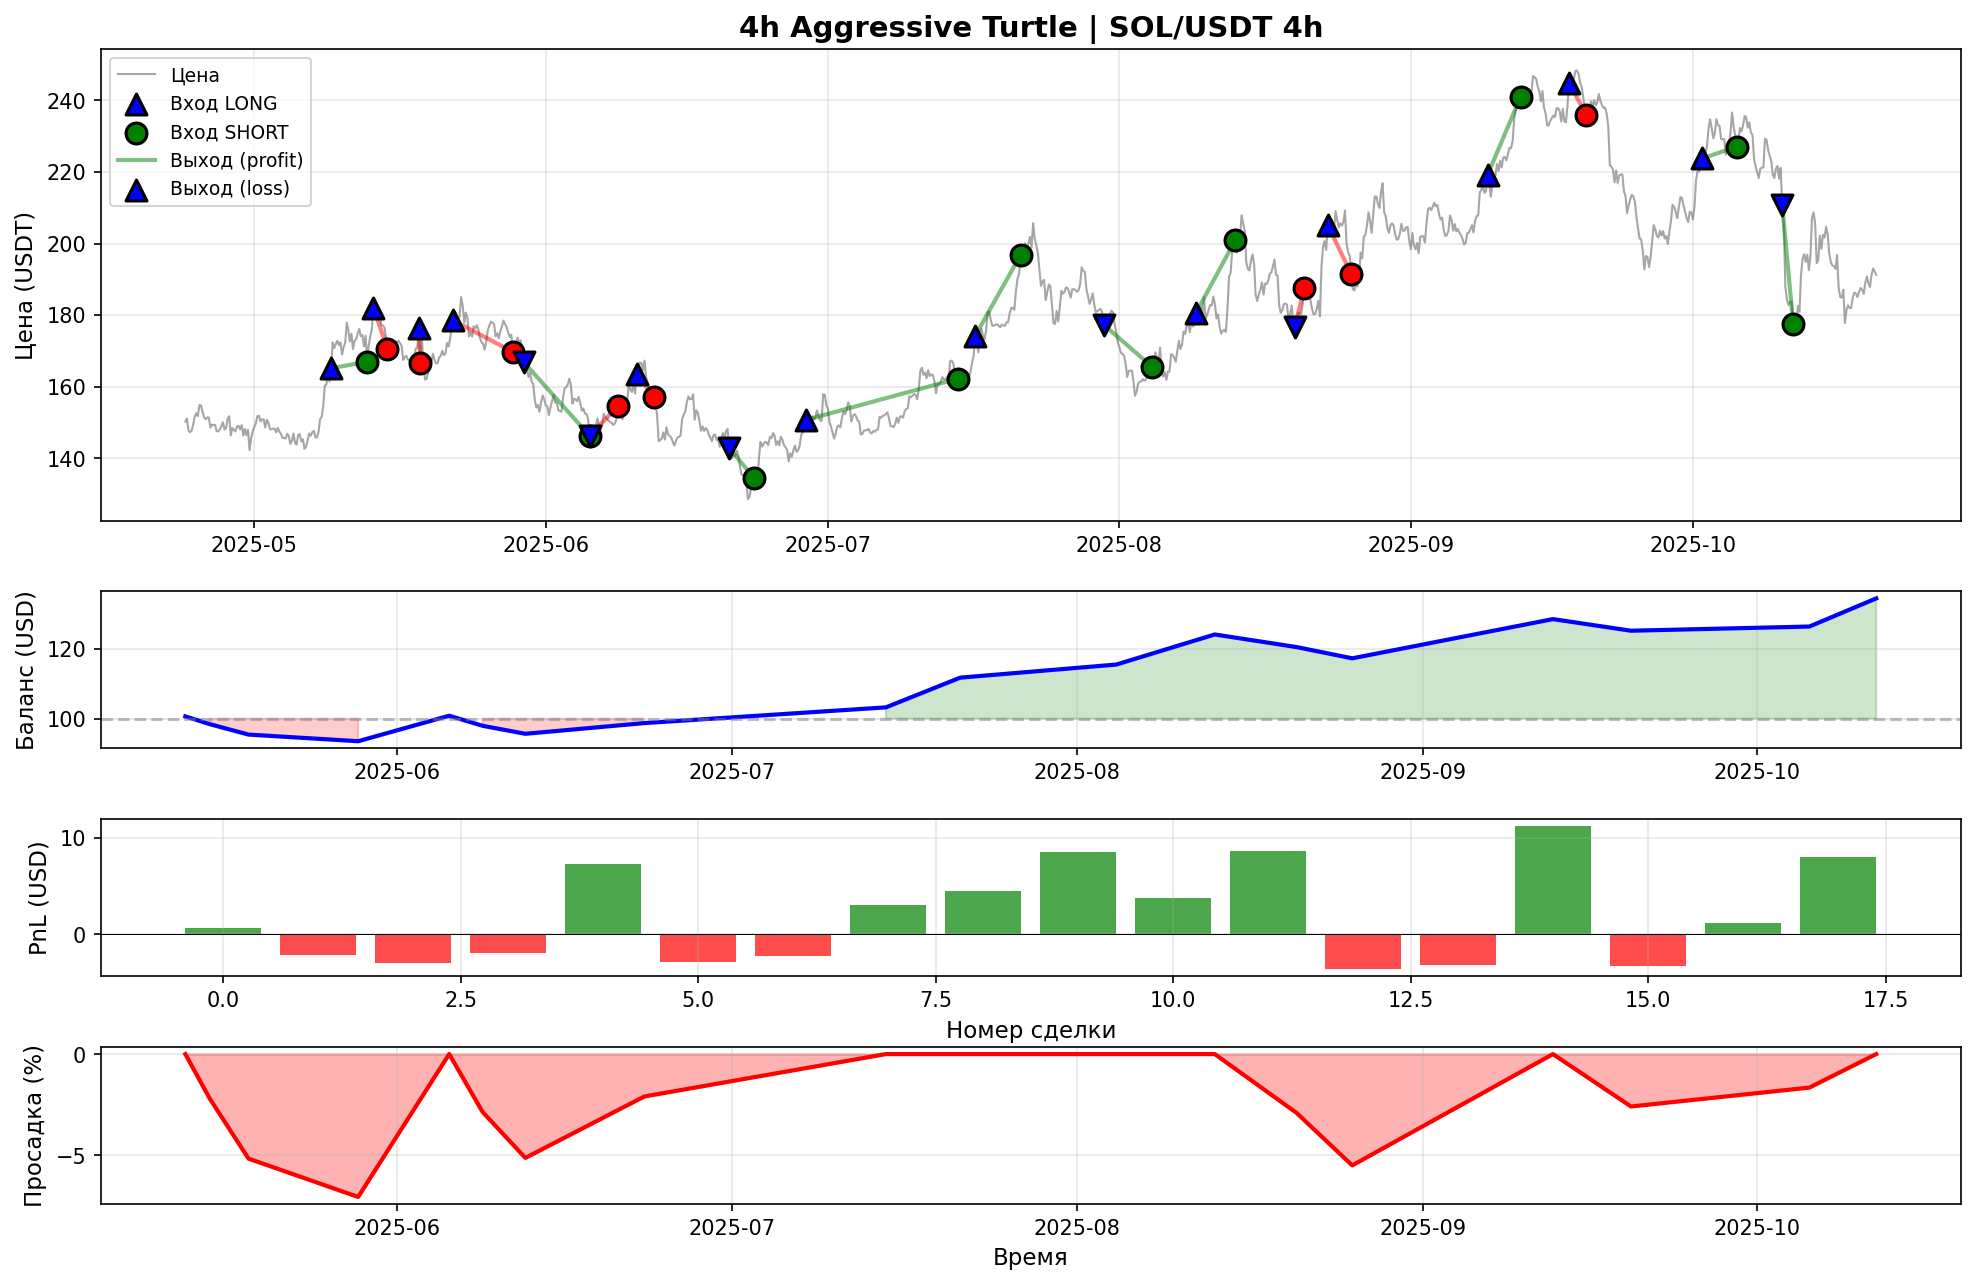 4h Aggressive Turtle | SOL/USDT 4h
Цена
Вход LONG
Вход SHORT
Выход (profit)
Выход (loss)
Цена (USDT)
240
220
200
180
160
140
2025-05 2025-06 2025-07 2025-08 2025-09 2025-10
Баланс (USD)
120
100
2025-06 2025-07 2025-08 2025-09 2025-10
PnL (USD)
10
0
0.0 2.5 5.0 7.5 10.0 12.5 15.0 17.5
Номер сделки
Просадка (%)
0
−5
2025-06 2025-07 2025-08 2025-09 2025-10
Время